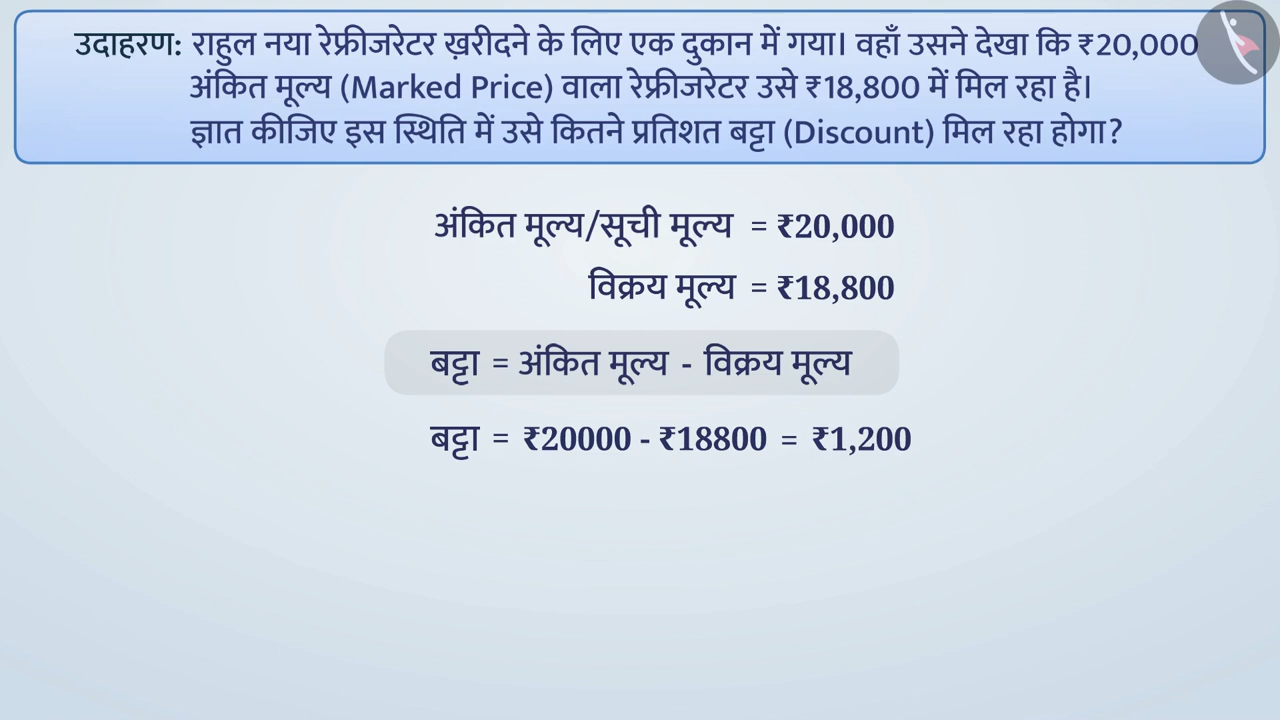 उदाहरण: राहुल नया रेफ्रीजरेटर ख़रीदने के लिए एक दुकान में गया। वहाँ उसने देखा कि ₹20,000
अंकित मूल्य (Marked Price) वाला रेफ्रीजरेटर उसे ₹18,800 में मिल रहा है।
ज्ञात कीजिए इस स्थिति में उसे कितने प्रतिशत बट्टा (Discount) मिल रहा होगा?
अंकित मूल्य/सूची मूल्य = ₹20,000
विक्रय मूल्य = ₹18,800
बट्टा = अंकित मूल्य - विक्रय मूल्य
बट्टा = ₹20000 - ₹18800 = ₹1,200